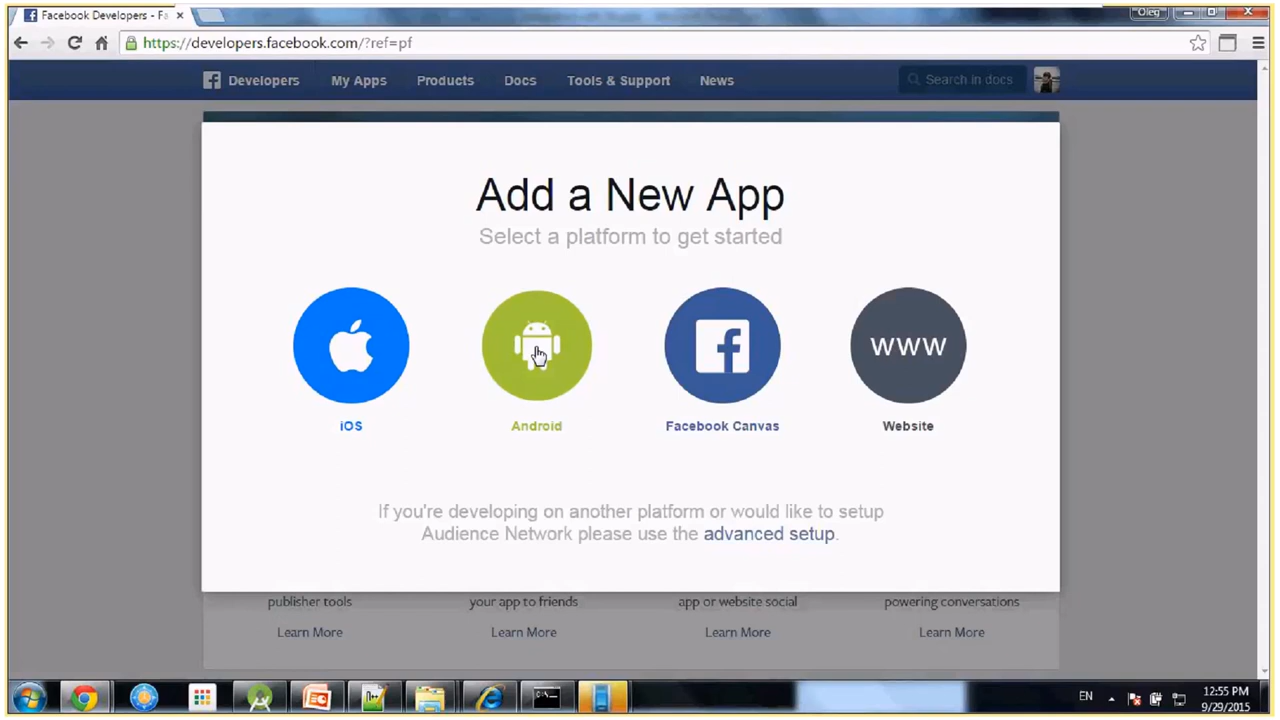 Facebook Developers - Fa
Oleg
https://developers.facebook.com/?ref=pf
Developers My Apps Products Docs Tools & Support News Search in docs
Add a New App
Select a platform to get started
www
iOS Android Facebook Canvas Website
If you're developing on another platform or would like to setup
Audience Network please use the advanced setup.
publisher tools your app to friends app or website social powering conversations
Learn More Learn More Learn More Learn More
EN
12:55 PM
9/29/2015